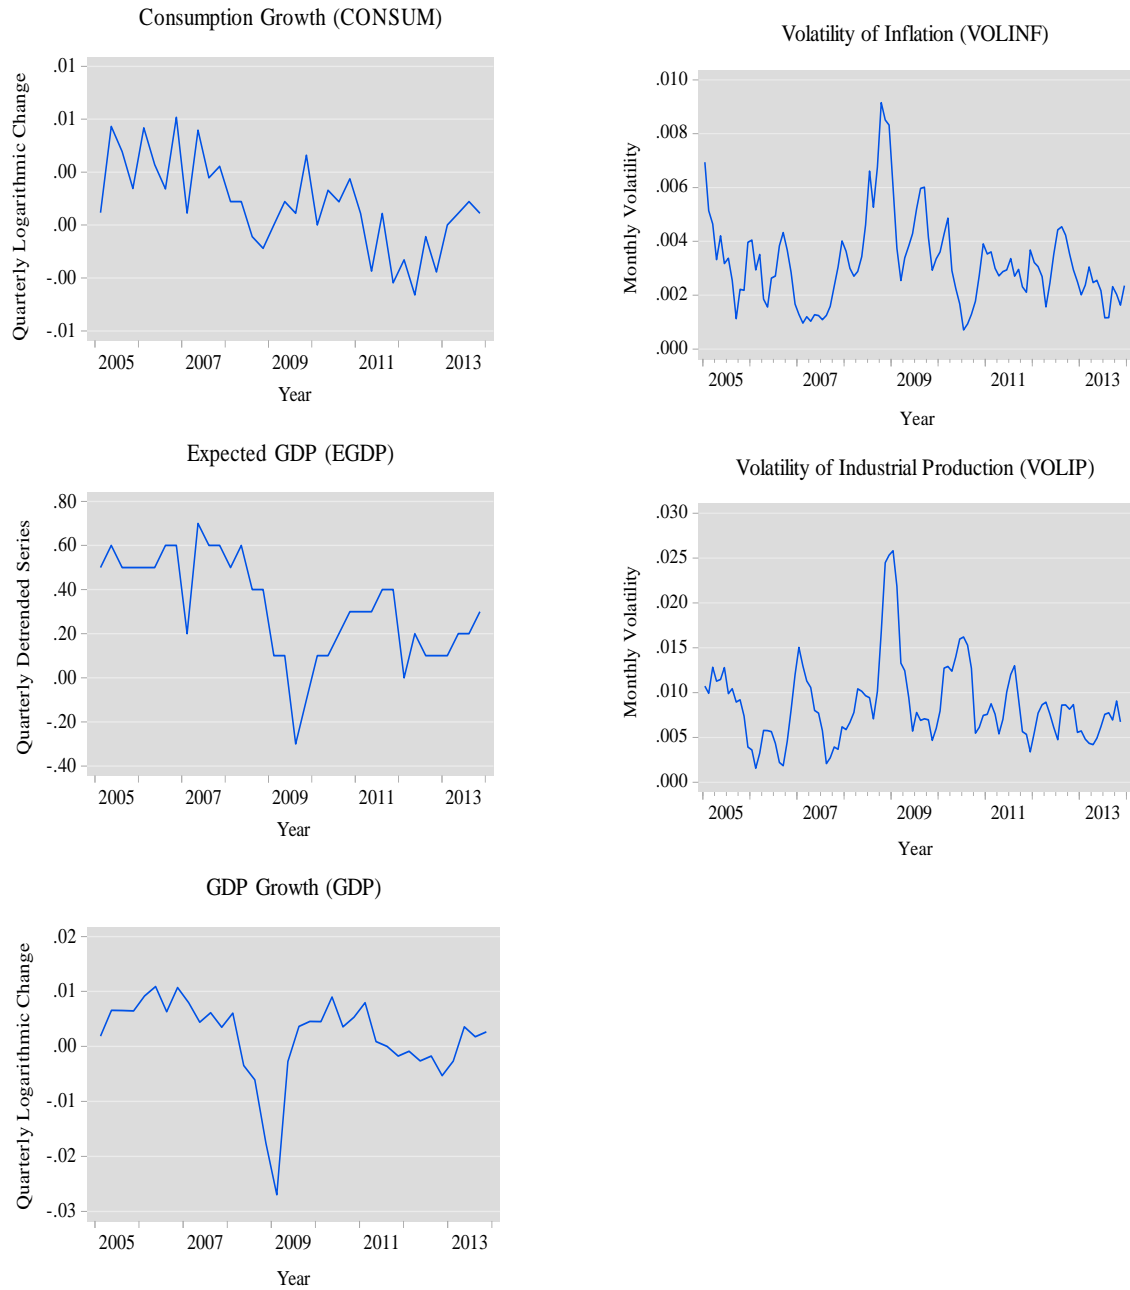 Consumption Growth (CONSUM)
Quarterly Logarithmic Change
.01
.01
.00
.00
-.00
-.01
2005 2007 2009 2011 2013
Year
Volatility of Inflation (VOLINF)
Monthly Volatility
.010
.008
.006
.004
.002
.000
2005 2007 2009 2011 2013
Year
Expected GDP (EGDP)
Quarterly Detrended Series
.80
.60
.40
.20
.00
-.20
-.40
2005 2007 2009 2011 2013
Year
Volatility of Industrial Production (VOLIP)
Monthly Volatility
.030
.025
.020
.015
.010
.005
.000
2005 2007 2009 2011 2013
Year
GDP Growth (GDP)
Quarterly Logarithmic Change
.02
.01
.00
-.01
-.02
-.03
2005 2007 2009 2011 2013
Year